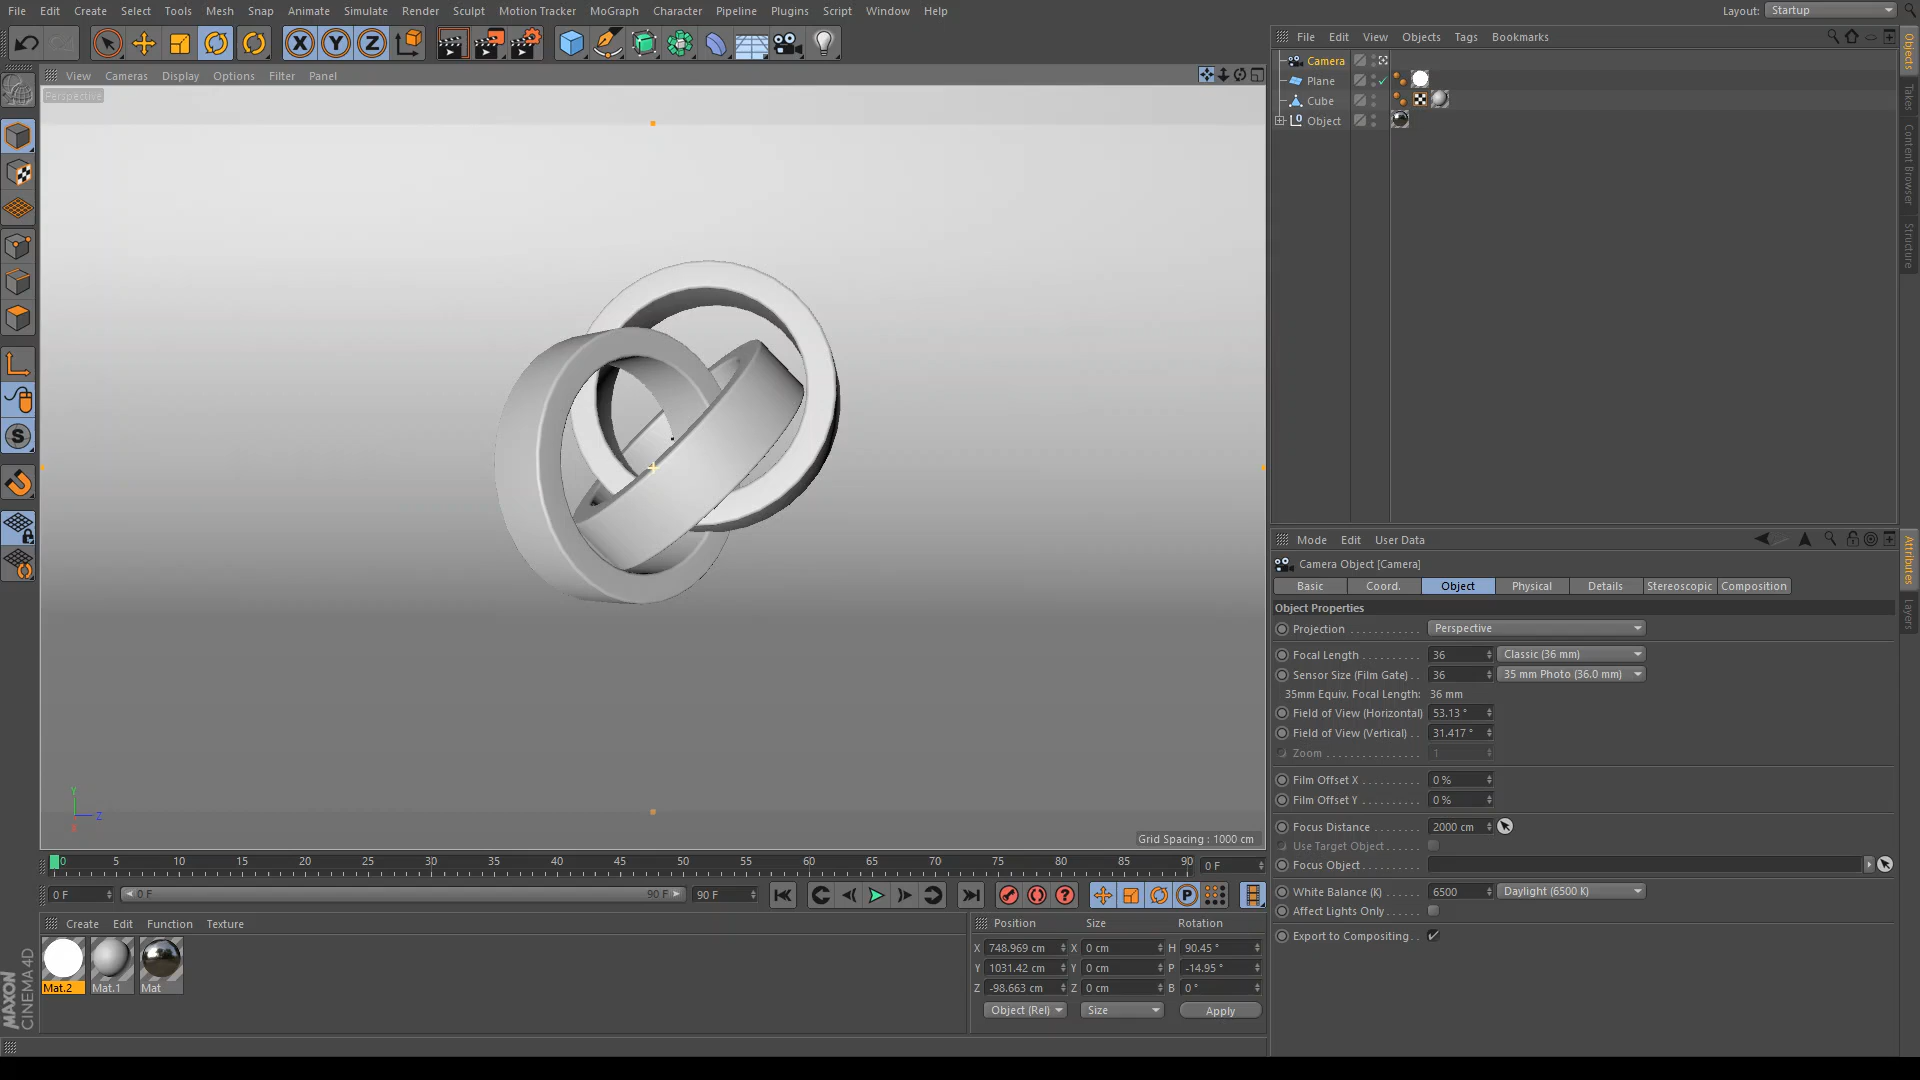 File Edit Create Select Tools Mesh Snap Animate Simulate Render Sculpt Motion Tracker MoGraph Character Pipeline Plugins Script Window Help
Layout: Startup
View Cameras Display Options Filter Panel
Perspective
Grid Spacing : 1000 cm
Y
Z
X
File Edit View Objects Tags Bookmarks
Camera
Plane
Cube
Object
Objects
Takes
Content Browser
Structure
Mode Edit User Data
Camera Object [Camera]
Basic Coord. Object Physical Details Stereoscopic Composition
Object Properties
Projection Perspective
Focal Length 36 Classic (36 mm)
Sensor Size (Film Gate) 36 35 mm Photo (36.0 mm)
35mm Equiv. Focal Length: 36 mm
Field of View (Horizontal) 53.13 °
Field of View (Vertical) 31.417 °
Zoom 1
Film Offset X 0 %
Film Offset Y 0 %
Focus Distance 2000 cm
Use Target Object
Focus Object
White Balance (K) 6500 Daylight (6500 K)
Affect Lights Only
Export to Compositing
Attributes
Layers
0 5 10 15 20 25 30 35 40 45 50 55 60 65 70 75 80 85 90 0 F
0 F 0 F 90 F 90 F
Create Edit Function Texture
Mat.2 Mat.1 Mat
Position Size Rotation
X 748.969 cm X 0 cm H 90.45 °
Y 1031.42 cm Y 0 cm P -14.95 °
Z -98.663 cm Z 0 cm B 0 °
Object (Rel) Size Apply
MAXON
CINEMA 4D